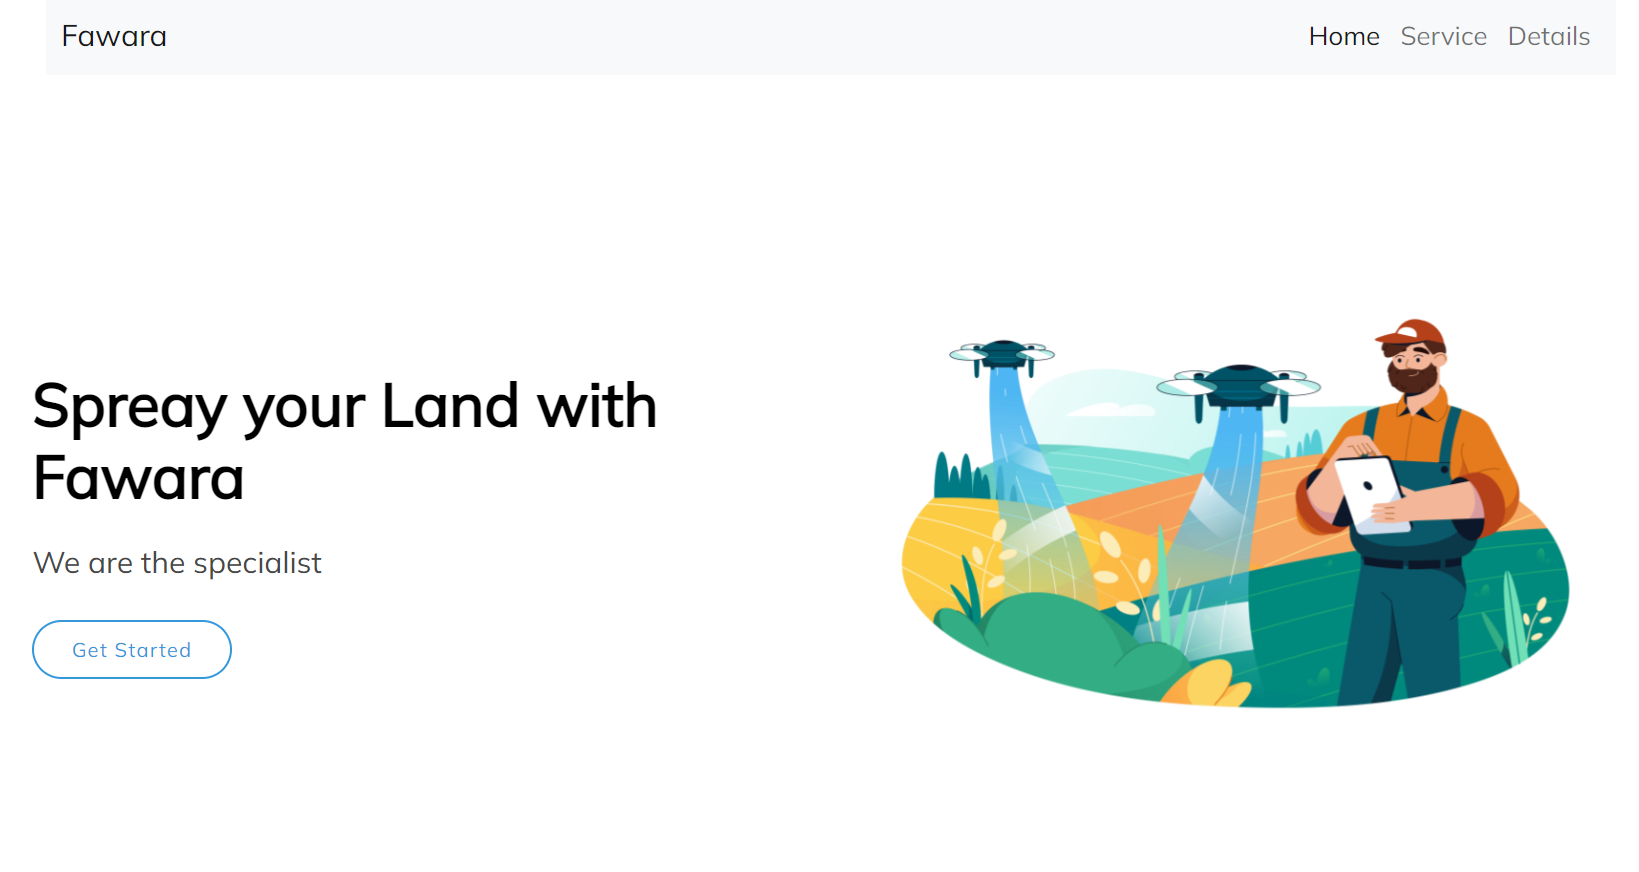 Fawara
Home Service Details
Spreay your Land with
Fawara
We are the specialist
Get Started